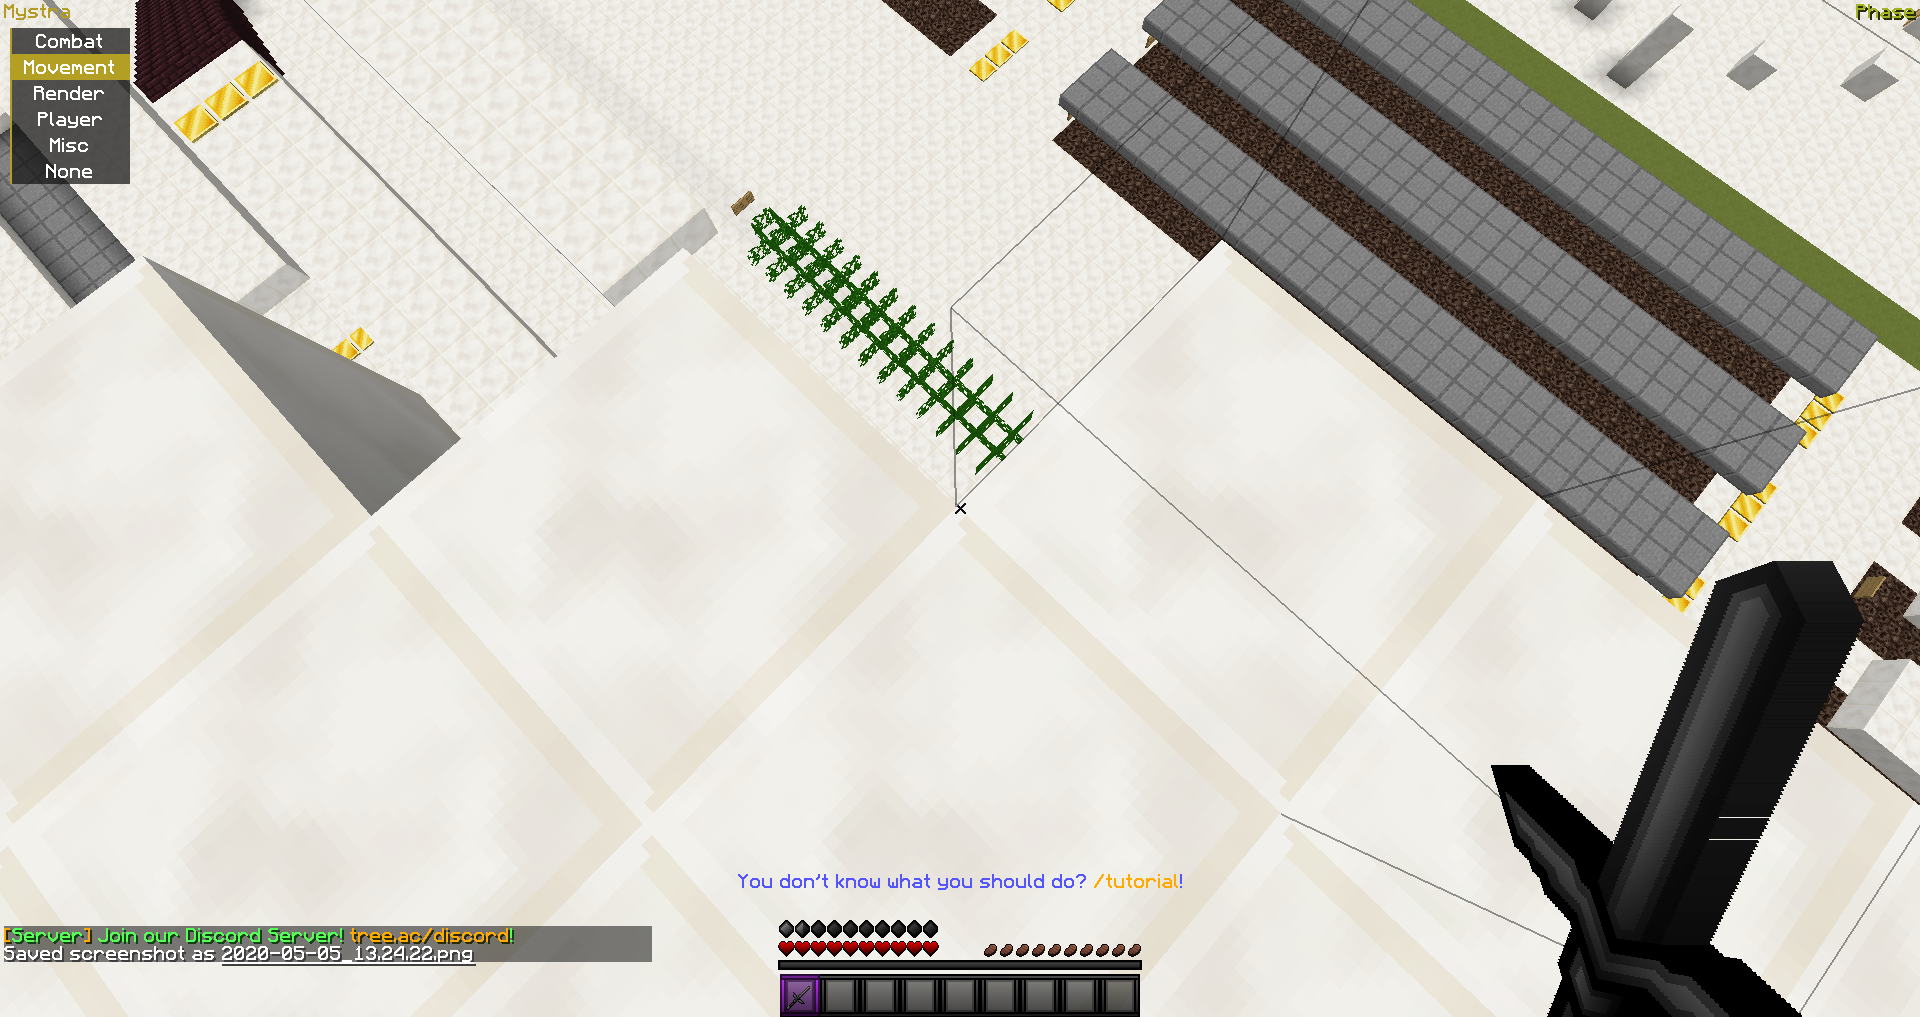 Mystra
Phase
Combat
Movement
Render
Player
Misc
None
You don't know what you should do? /tutorial!
[Server] Join our Discord Server! tree.ac/discord!
Saved screenshot as 2020-05-05_13.24.22.png